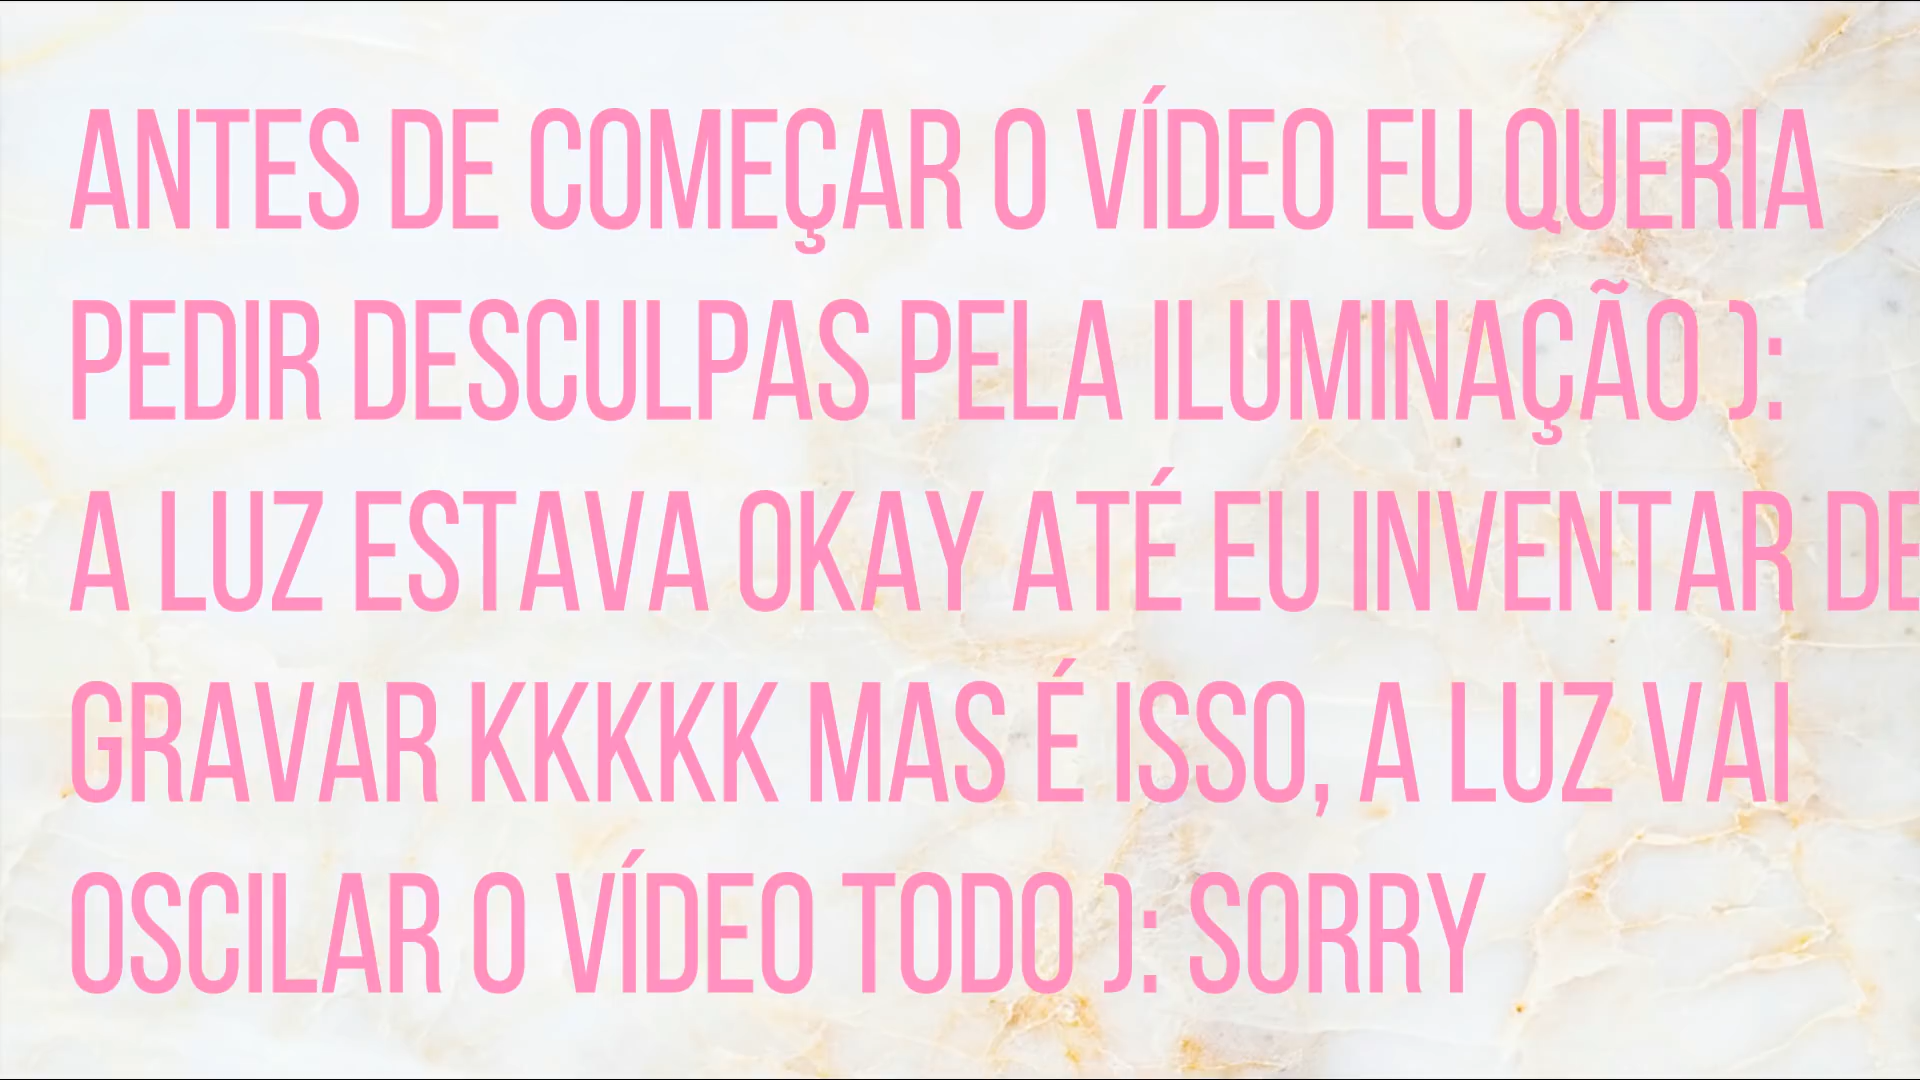 ANTES DE COMEÇAR O VÍDEO EU QUERIA
PEDIR DESCULPAS PELA ILUMINAÇÃO ):
A LUZ ESTAVA OKAY ATÉ EU INVENTAR DE
GRAVAR KKKKK MAS É ISSO, A LUZ VAI
OSCILAR O VÍDEO TODO ): SORRY